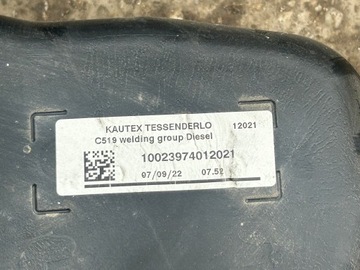 KAUTEX TESSENDERLO 12021
C519 welding group Diesel
10023974012021
07/09/22 07.52